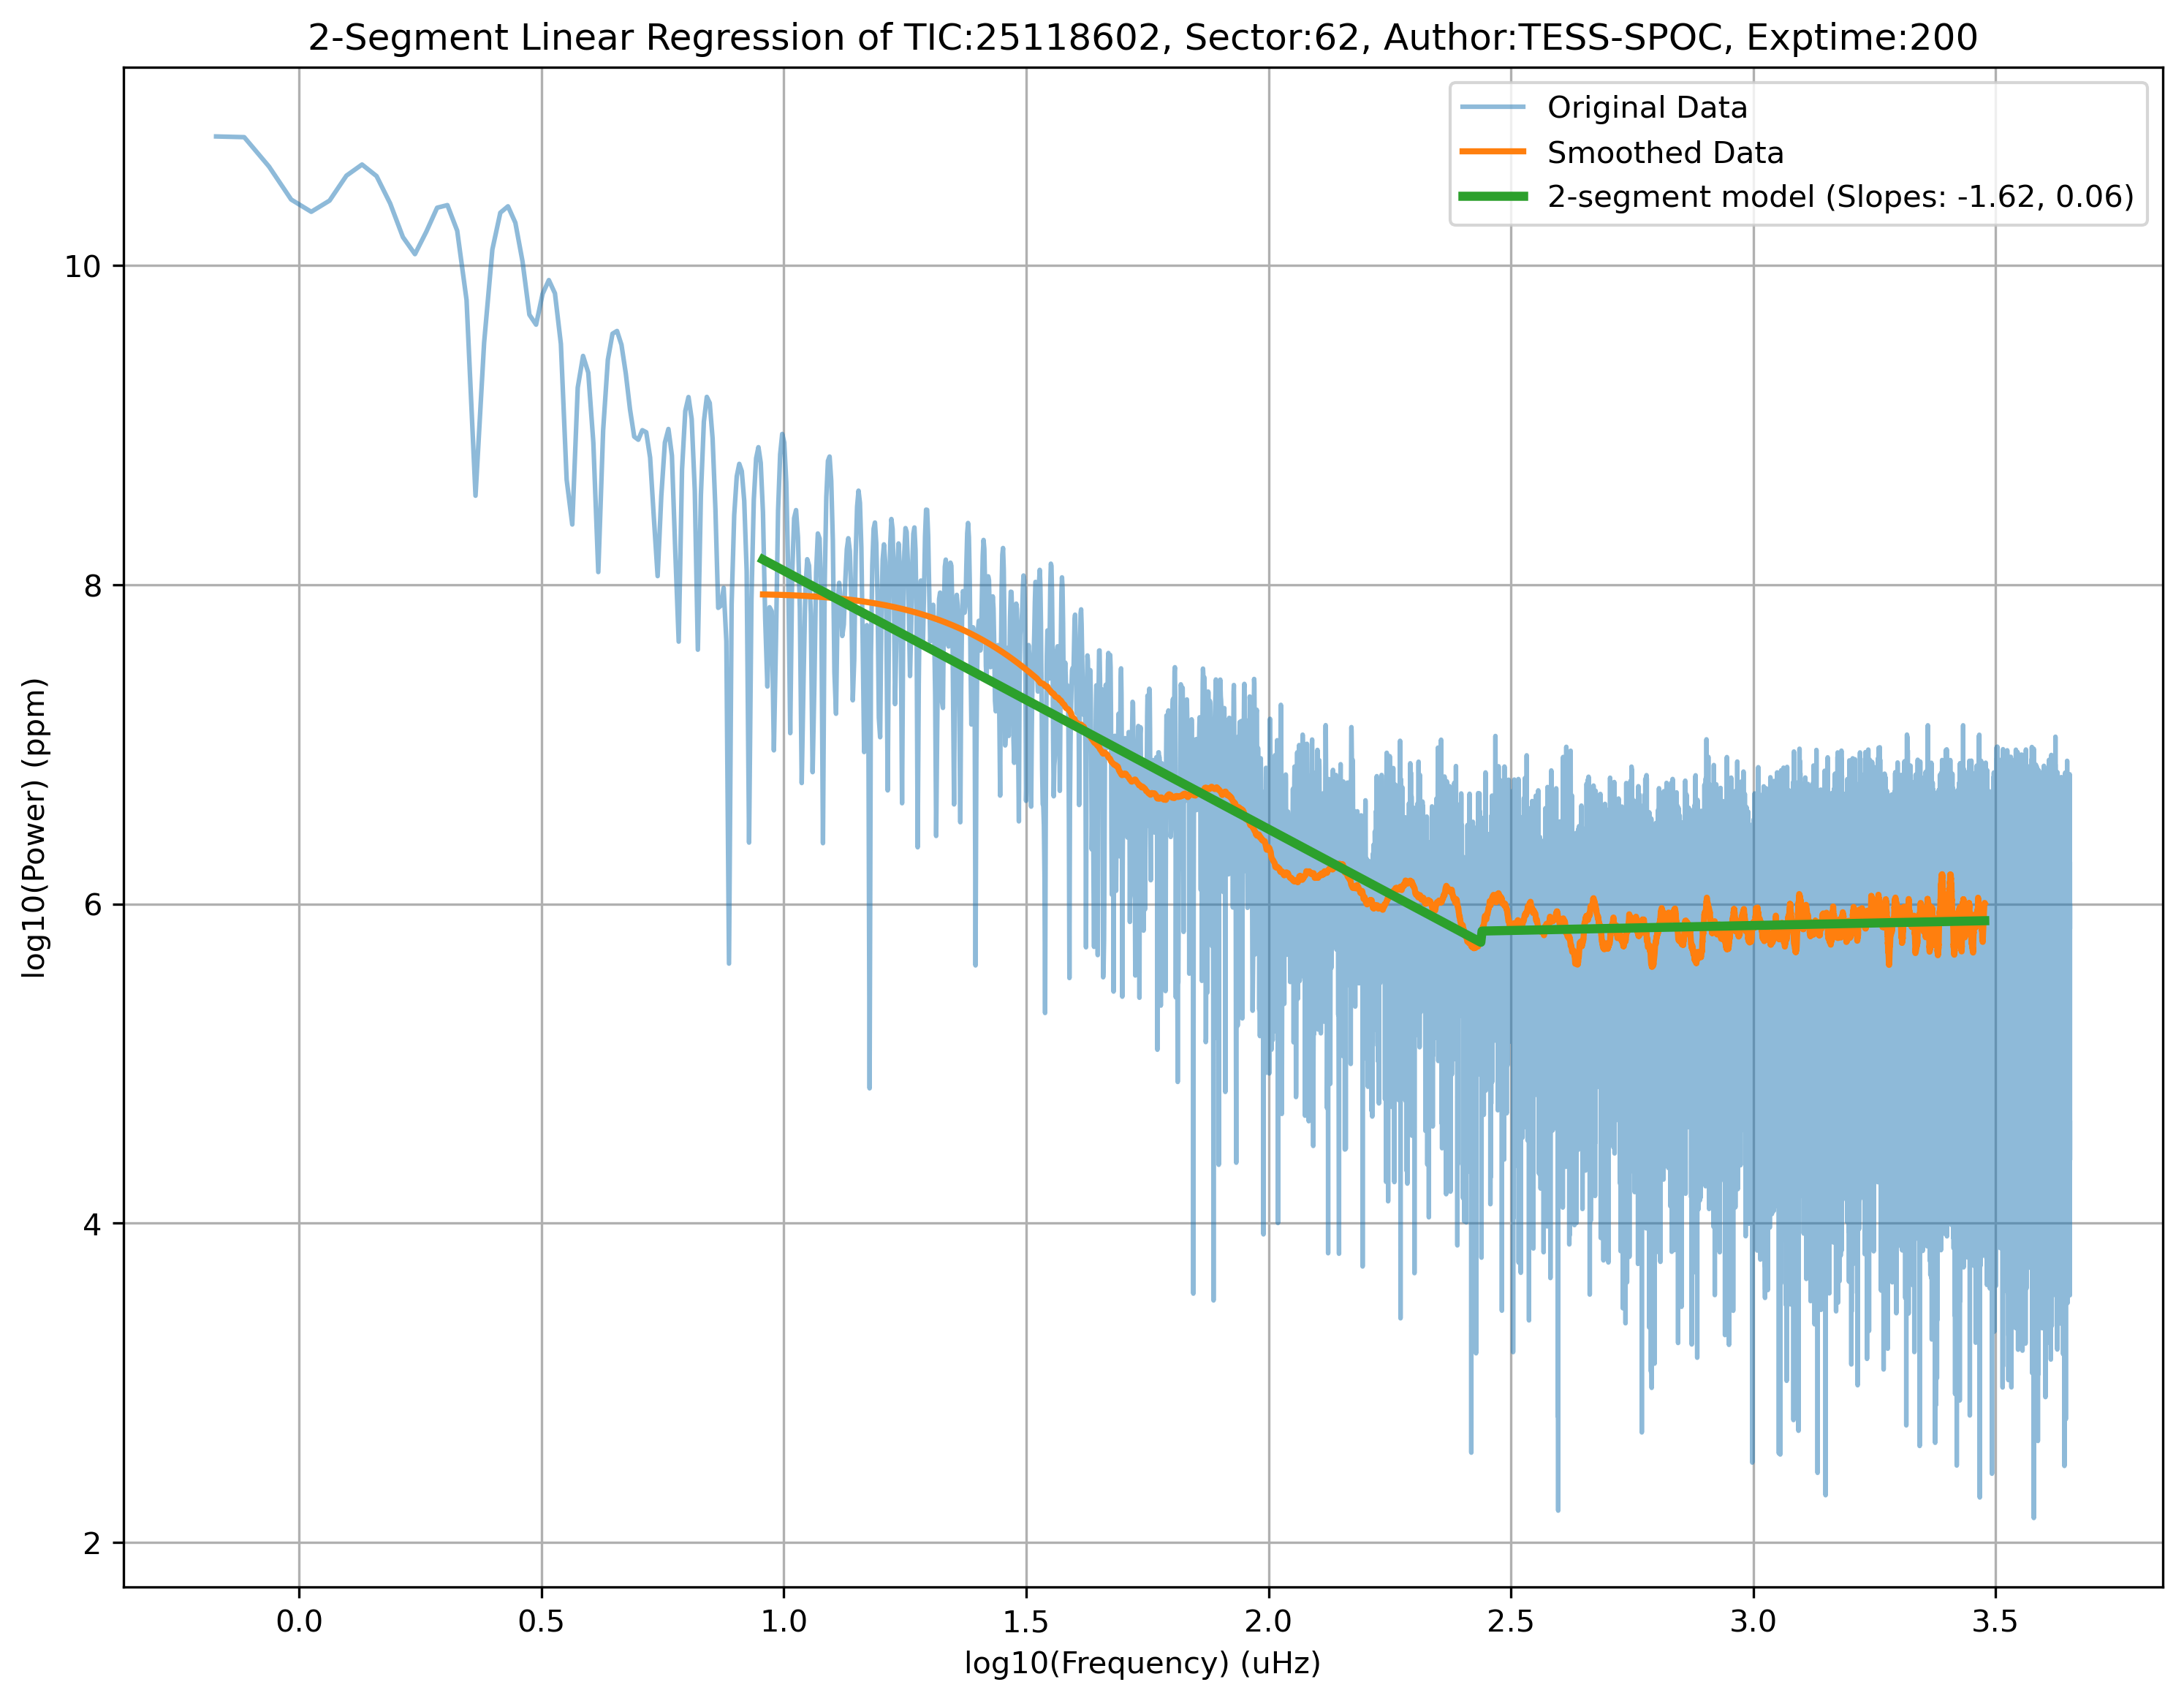 2-Segment Linear Regression of TIC:25118602, Sector:62, Author:TESS-SPOC, Exptime:200
Original Data
Smoothed Data
2-segment model (Slopes: -1.62, 0.06)
log10(Power) (ppm)
10
8
6
4
2
0.0 0.5 1.0 1.5 2.0 2.5 3.0 3.5
log10(Frequency) (uHz)